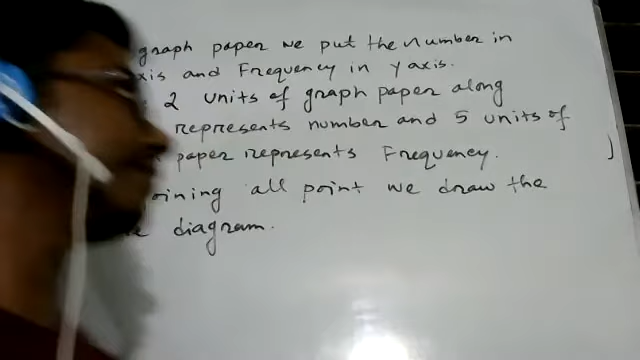 graph paper we put the number in
xis and Frequency in y axis.
2 units of graph paper along
represents number and 5 units of
paper represents Frequency.
oining all point we draw the
diagram.